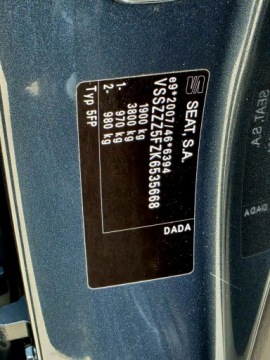 SEAT, S.A.
e9*2007/46*6394
VSSZZZ5FZK6535668
1900 kg
3800 kg
1- 970 kg
2- 980 kg
Typ 5FP
DADA